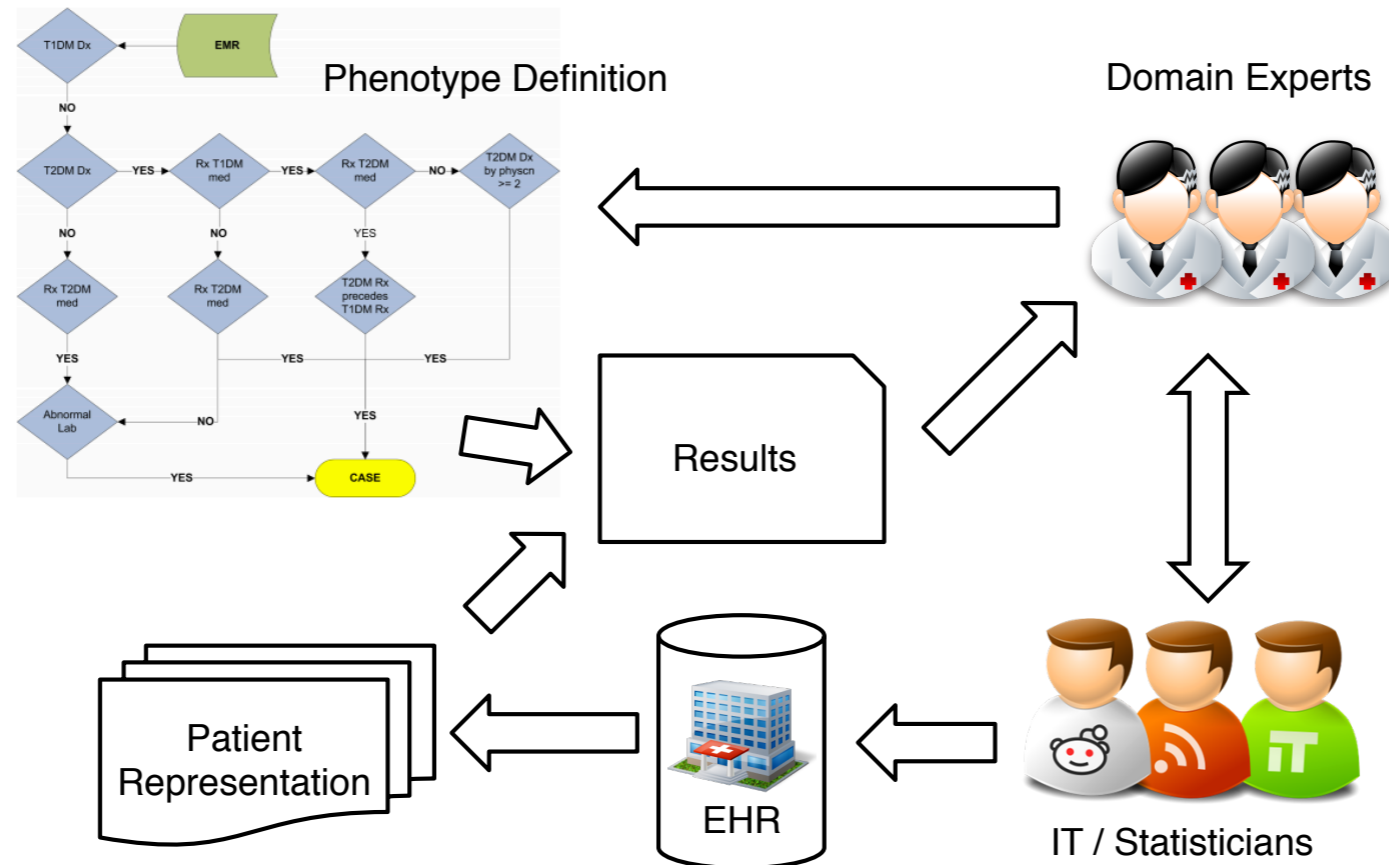 T1DM Dx
EMR
Phenotype Definition
Domain Experts
NO
T2DM Dx
YES
Rx T1DM
med
YES
Rx T2DM
med
NO
T2DM Dx
by physcn
>= 2
NO
NO
YES
Rx T2DM
med
Rx T2DM
med
T2DM Rx
precedes
T1DM Rx
YES
YES
YES
Abnormal
Lab
NO
YES
YES
CASE
Results
Patient
Representation
EHR
iT
IT / Statisticians